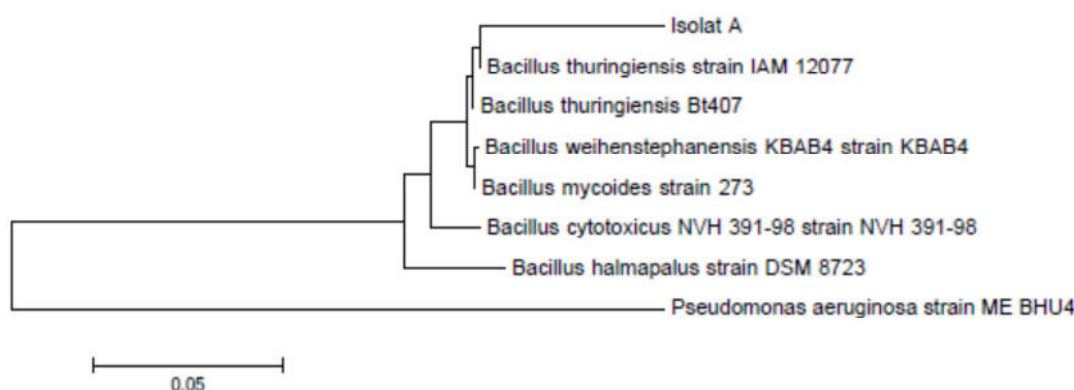 Isolat A
Bacillus thuringiensis strain IAM 12077
Bacillus thuringiensis Bt407
Bacillus weihenstephanensis KBAB4 strain KBAB4
Bacillus mycoides strain 273
Bacillus cytotoxicus NVH 391-98 strain NVH 391-98
Bacillus halmapalus strain DSM 8723
Pseudomonas aeruginosa strain ME BHU4
0.05